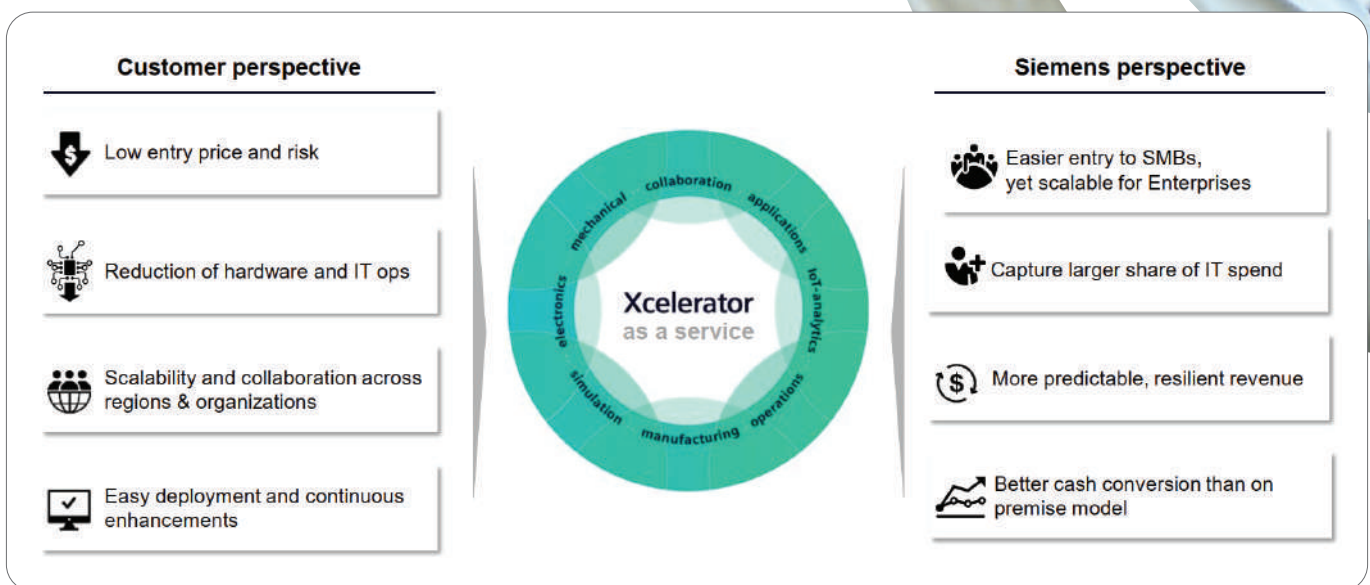 Customer perspective
Low entry price and risk
Reduction of hardware and IT ops
Scalability and collaboration across
regions & organizations
Easy deployment and continuous
enhancements
mechanical
collaboration
applications
IoT-analytics
operations
manufacturing
simulation
electronics
Xcelerator
as a service
Siemens perspective
Easier entry to SMBs,
yet scalable for Enterprises
Capture larger share of IT spend
More predictable, resilient revenue
Better cash conversion than on
premise model